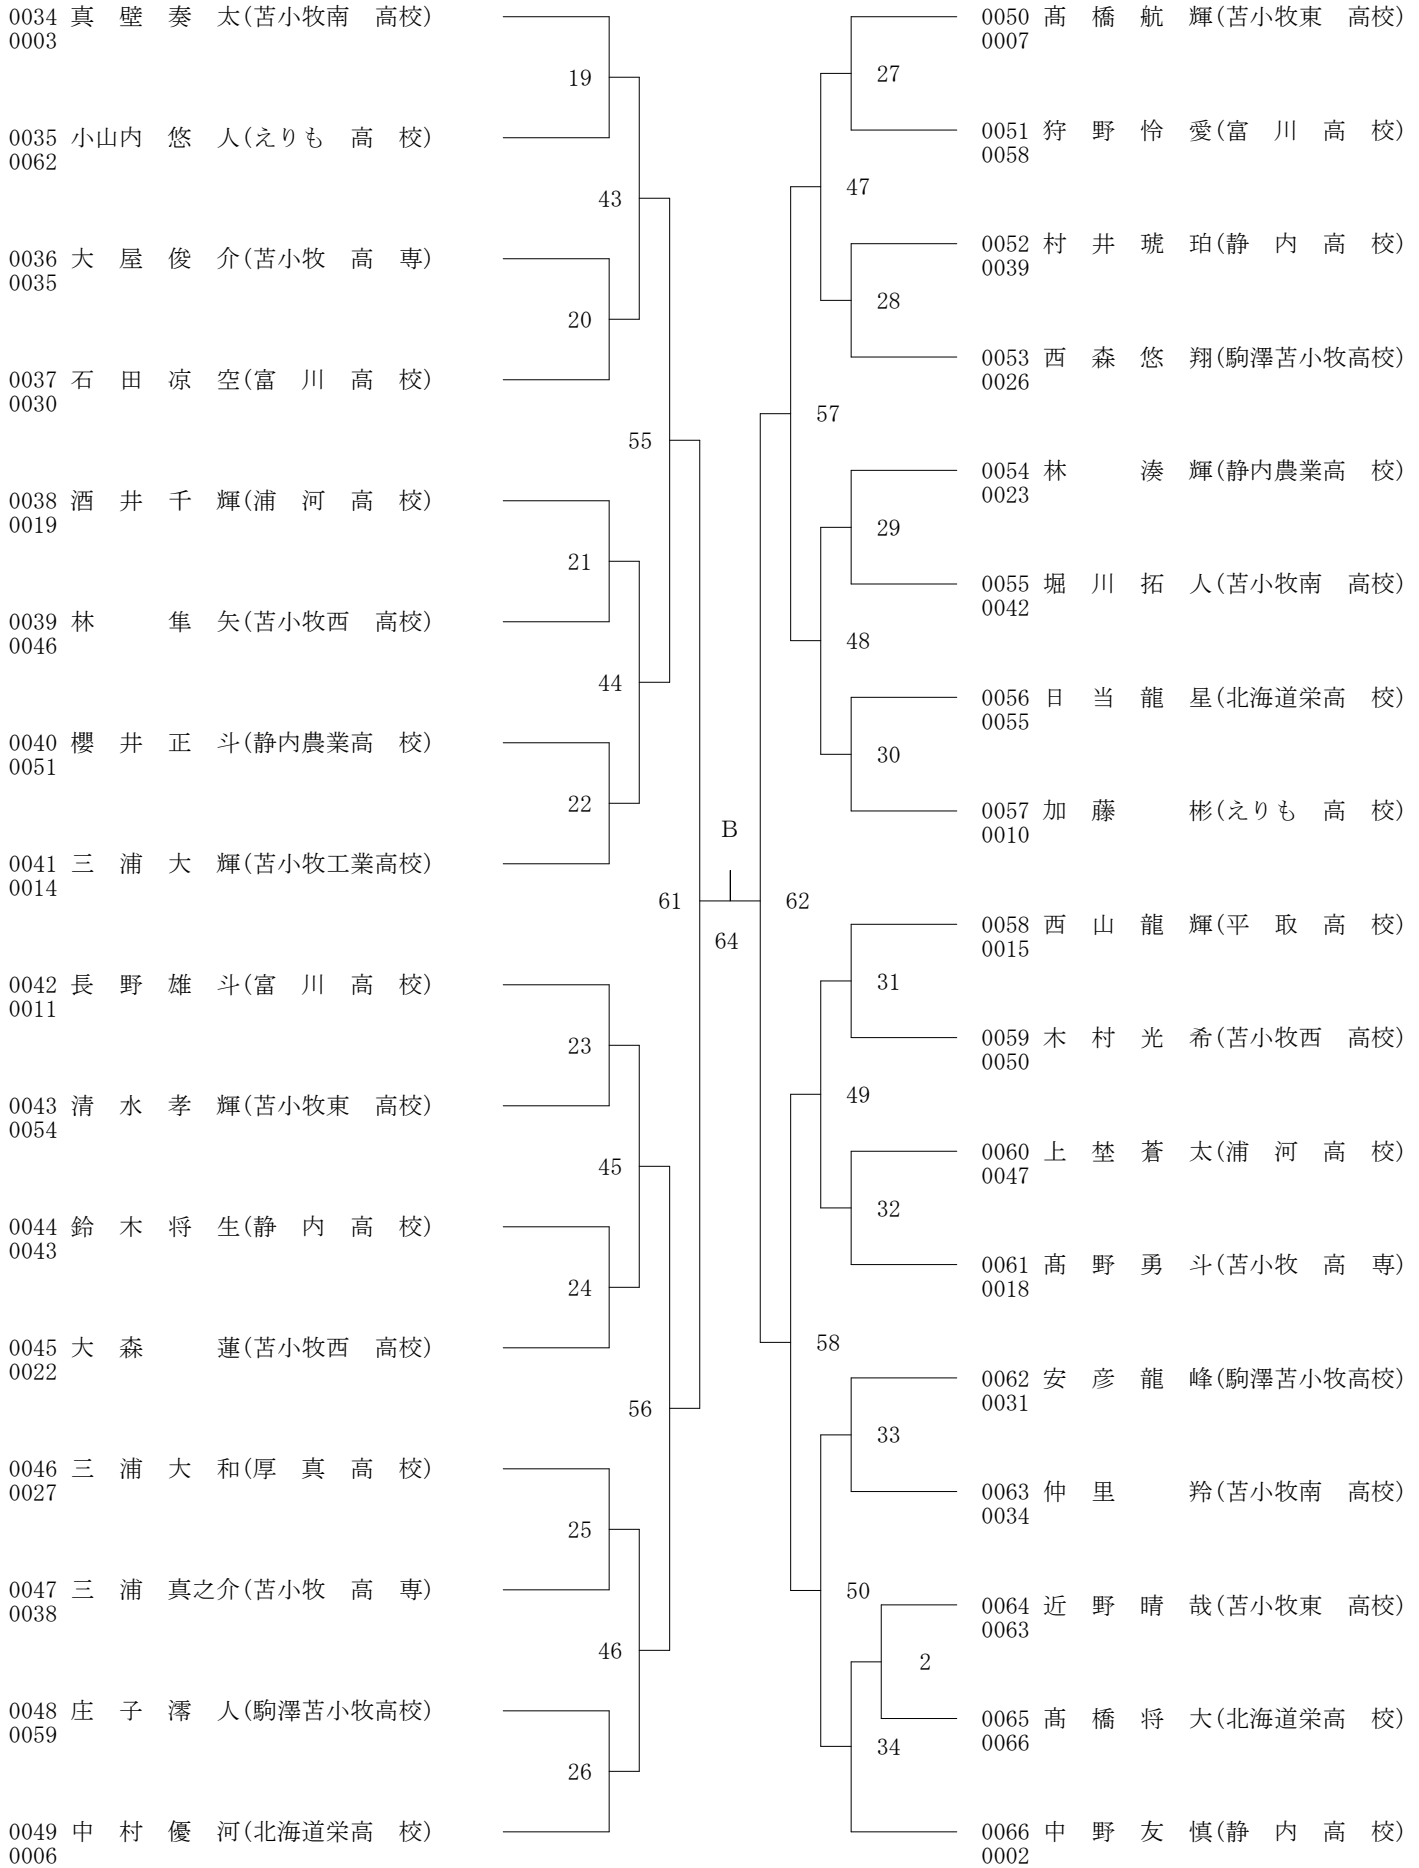 0034 真　壁　奏　太(苫小牧南　高校)
0003
19
0035 小山内　悠　人(えりも　高　校)
0062
43
0036 大　屋　俊　介(苫小牧　高　専)
0035
20
0037 石　田　凉　空(富　川　高　校)
0030
55
0038 酒　井　千　輝(浦　河　高　校)
0019
21
0039 林　　　隼　矢(苫小牧西　高校)
0046
44
0040 櫻　井　正　斗(静内農業高　校)
0051
22
0041 三　浦　大　輝(苫小牧工業高校)
0014
61
0042 長　野　雄　斗(富　川　高　校)
0011
23
0043 清　水　孝　輝(苫小牧東　高校)
0054
45
0044 鈴　木　将　生(静　内　高　校)
0043
24
0045 大　森　　　蓮(苫小牧西　高校)
0022
56
0046 三　浦　大　和(厚　真　高　校)
0027
25
0047 三　浦　真之介(苫小牧　高　専)
0038
46
0048 庄　子　澪　人(駒澤苫小牧高校)
0059
26
0049 中　村　優　河(北海道栄高　校)
0006
B
64
0050 髙　橋　航　輝(苫小牧東　高校)
0007
27
0051 狩　野　怜　愛(富　川　高　校)
0058
47
0052 村　井　琥　珀(静　内　高　校)
0039
28
0053 西　森　悠　翔(駒澤苫小牧高校)
0026
57
0054 林　　　湊　輝(静内農業高　校)
0023
29
0055 堀　川　拓　人(苫小牧南　高校)
0042
48
0056 日　当　龍　星(北海道栄高　校)
0055
30
0057 加　藤　　　彬(えりも　高　校)
0010
62
0058 西　山　龍　輝(平　取　高　校)
0015
31
0059 木　村　光　希(苫小牧西　高校)
0050
49
0060 上　埜　蒼　太(浦　河　高　校)
0047
32
0061 髙　野　勇　斗(苫小牧　高　専)
0018
58
0062 安　彦　龍　峰(駒澤苫小牧高校)
0031
33
0063 仲　里　　　羚(苫小牧南　高校)
0034
50
0064 近　野　晴　哉(苫小牧東　高校)
0063
2
0065 髙　橋　将　大(北海道栄高　校)
0066
34
0066 中　野　友　慎(静　内　高　校)
0002